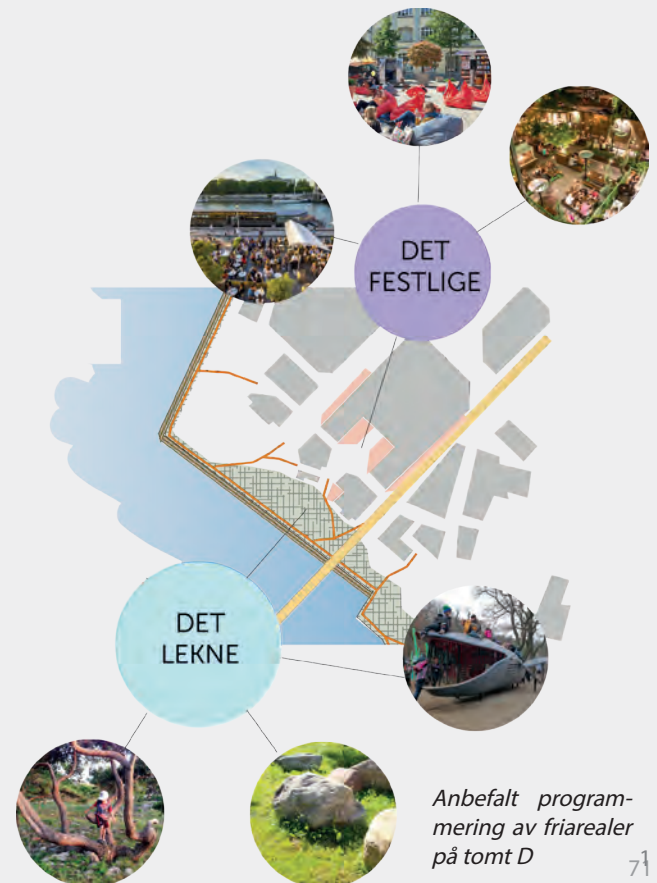 DET
FESTLIGE
DET
LEKNE
Anbefalt program-
mering av friarealer
på tomt D
71